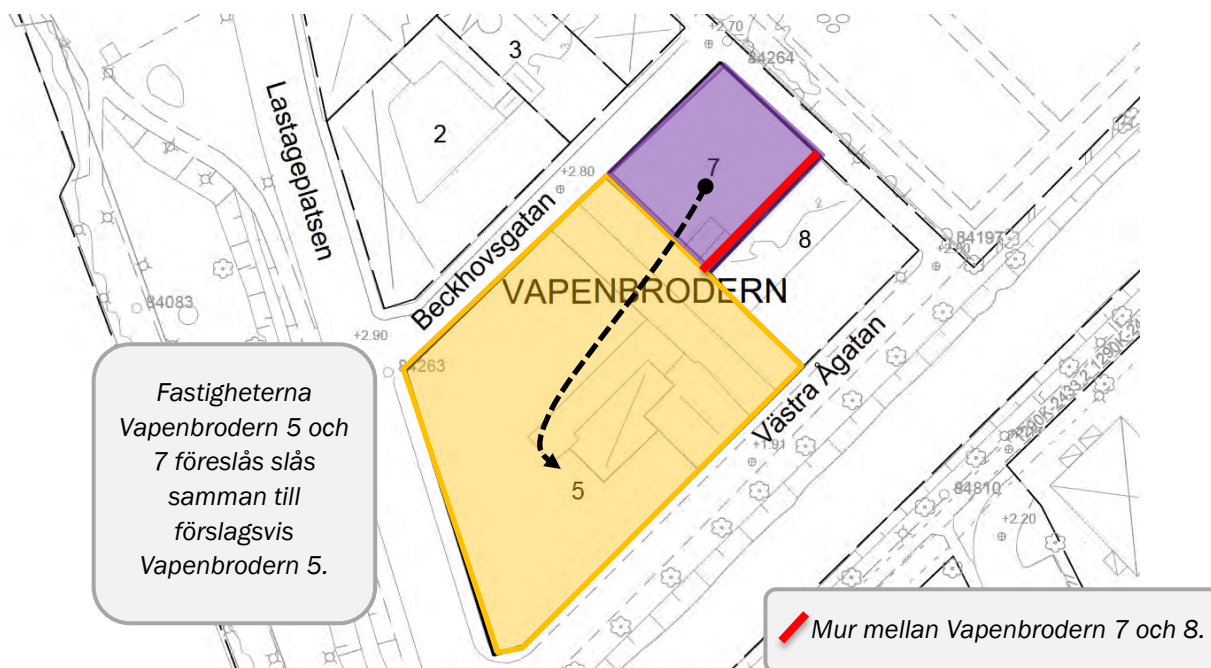 +2.70
3
84264
Lastageplatsen
2
+2.80
7
8
84197
Beckhovsgatan
VAPENBRODERN
84083
+2.90
84263
Västra Ågatan
Fastigheterna
Vapenbrodern 5 och
7 föreslås slås
samman till
förslagsvis
Vapenbrodern 5.
+1.91
5
84810
+2.20
Mur mellan Vapenbrodern 7 och 8.